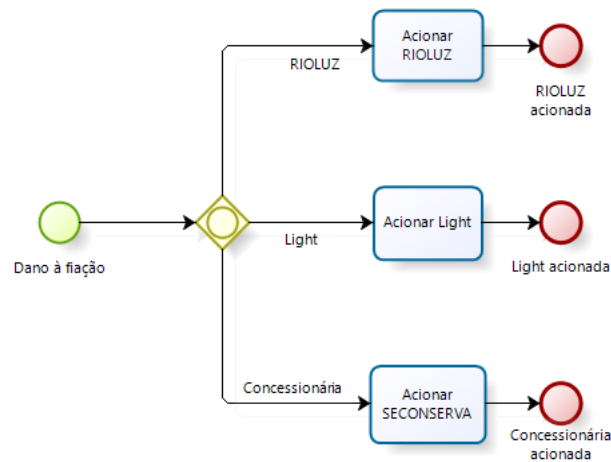 Acionar
RIOLUZ
RIOLUZ
RIOLUZ
acionada
Dano à fiação
Light
Acionar Light
Light acionada
Concessionária
Acionar
SECONSERVA
Concessionária
acionada